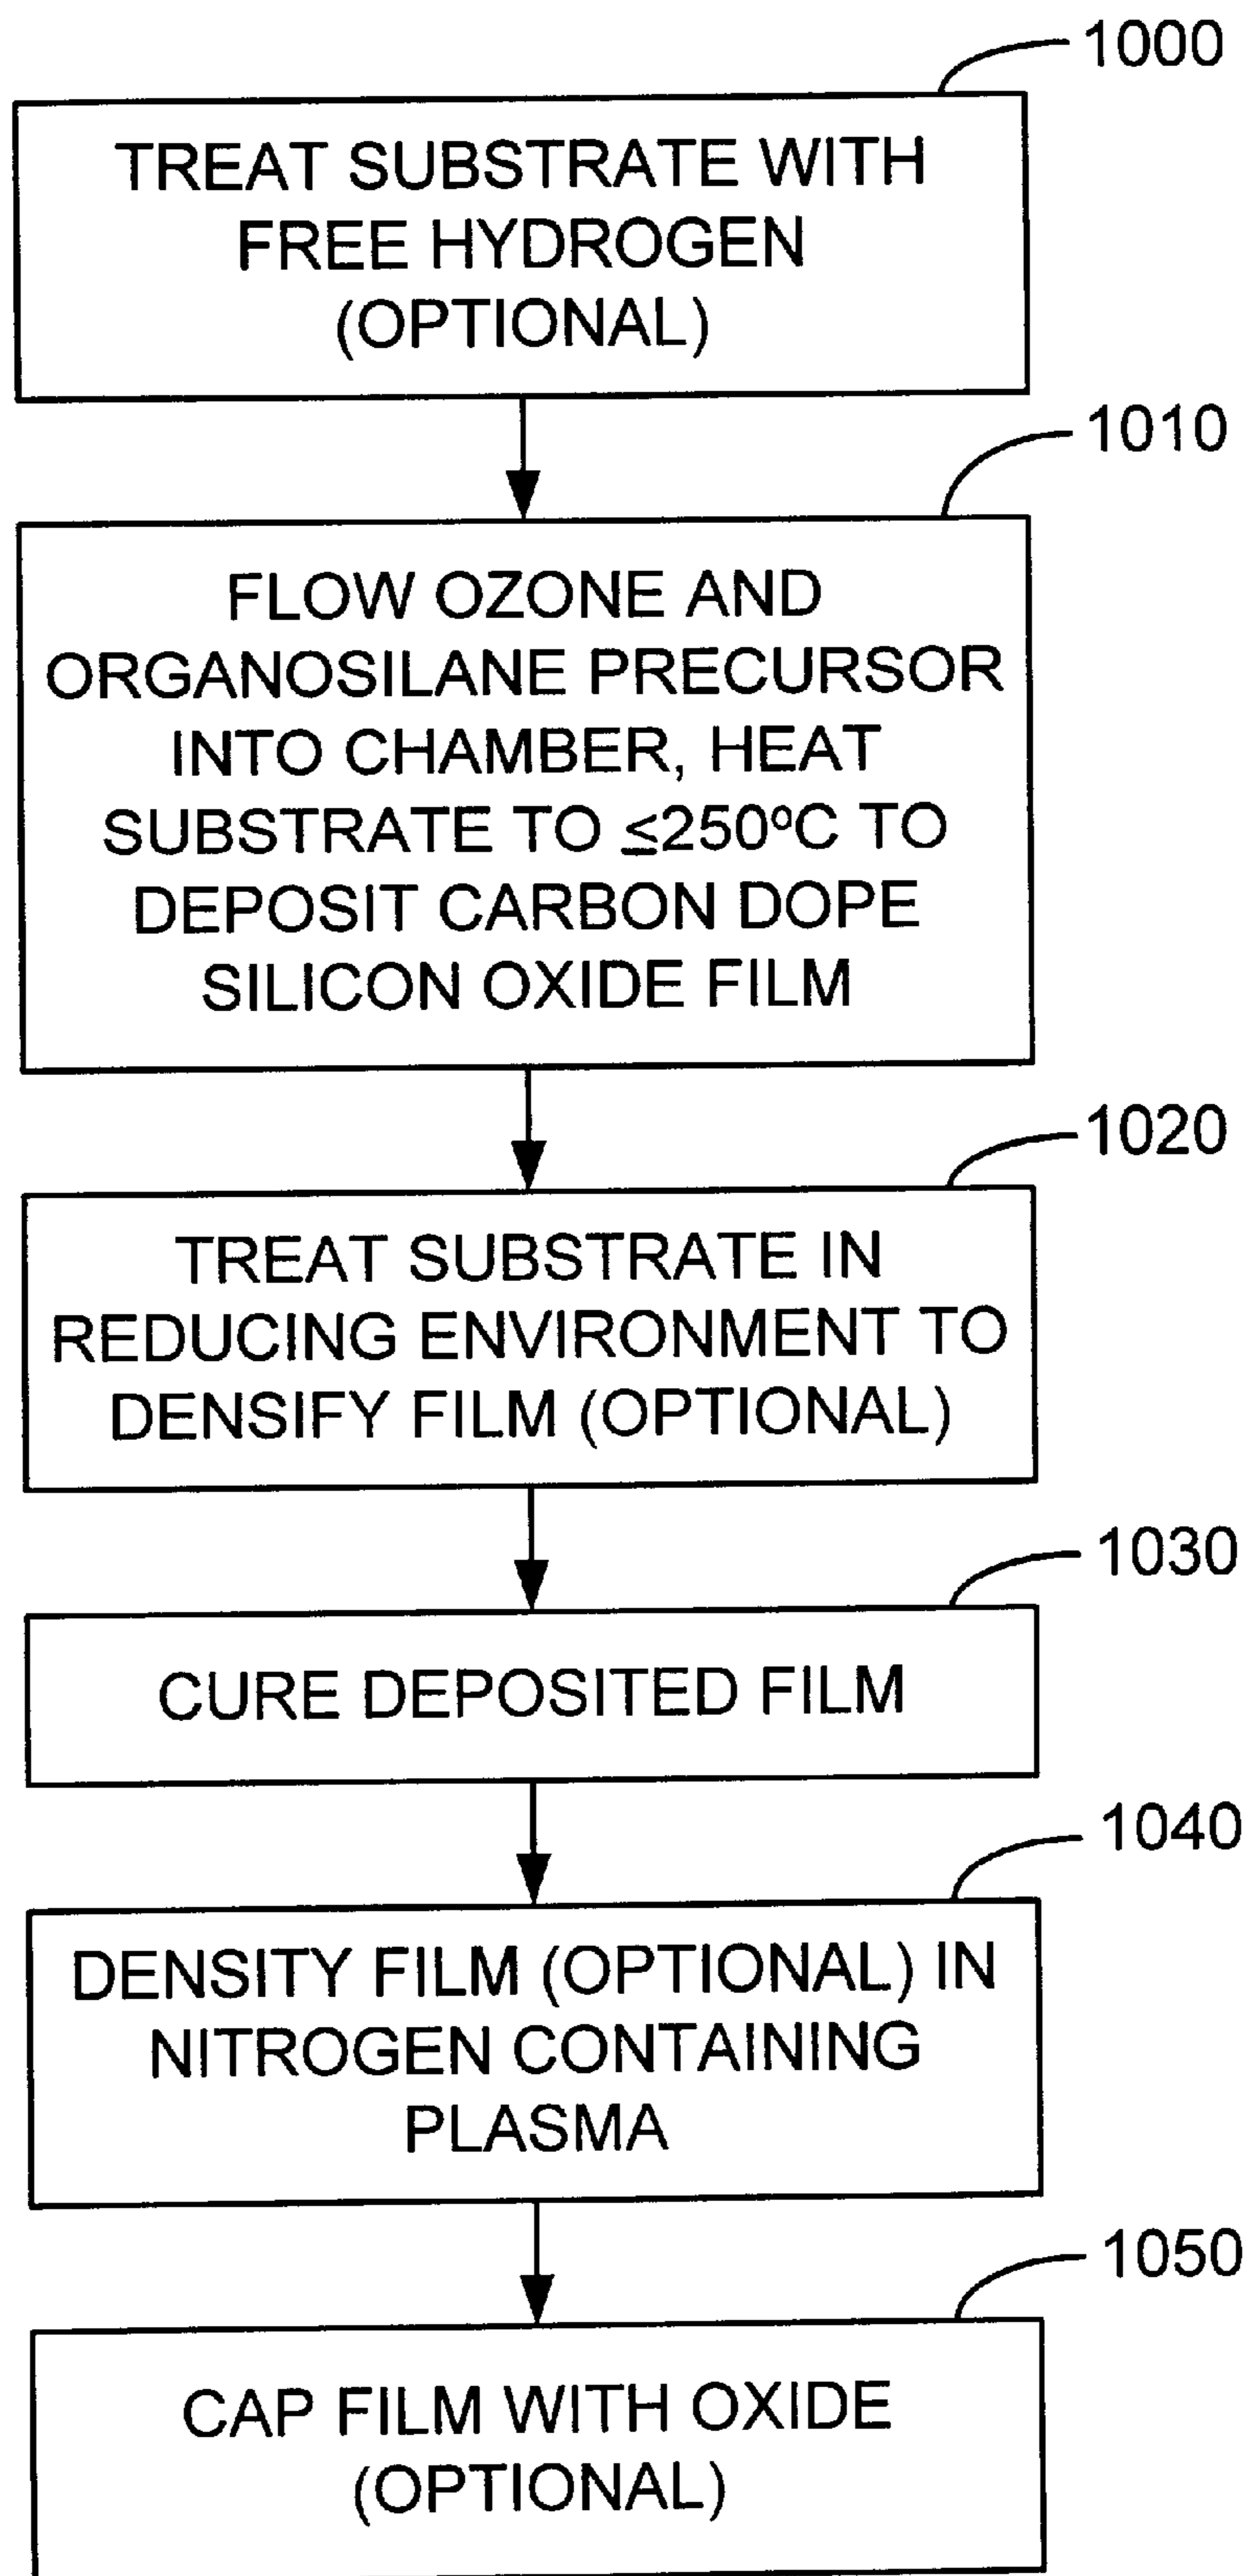 1000
TREAT SUBSTRATE WITH
FREE HYDROGEN
(OPTIONAL)
1010
FLOW OZONE AND
ORGANOSILANE PRECURSOR
INTO CHAMBER, HEAT
SUBSTRATE TO ≤250ºC TO
DEPOSIT CARBON DOPE
SILICON OXIDE FILM
1020
TREAT SUBSTRATE IN
REDUCING ENVIRONMENT TO
DENSIFY FILM (OPTIONAL)
1030
CURE DEPOSITED FILM
1040
DENSITY FILM (OPTIONAL) IN
NITROGEN CONTAINING
PLASMA
1050
CAP FILM WITH OXIDE
(OPTIONAL)